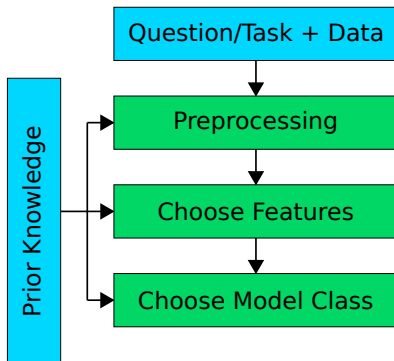 Question/Task + Data
Preprocessing
Choose Features
Choose Model Class
Prior Knowledge